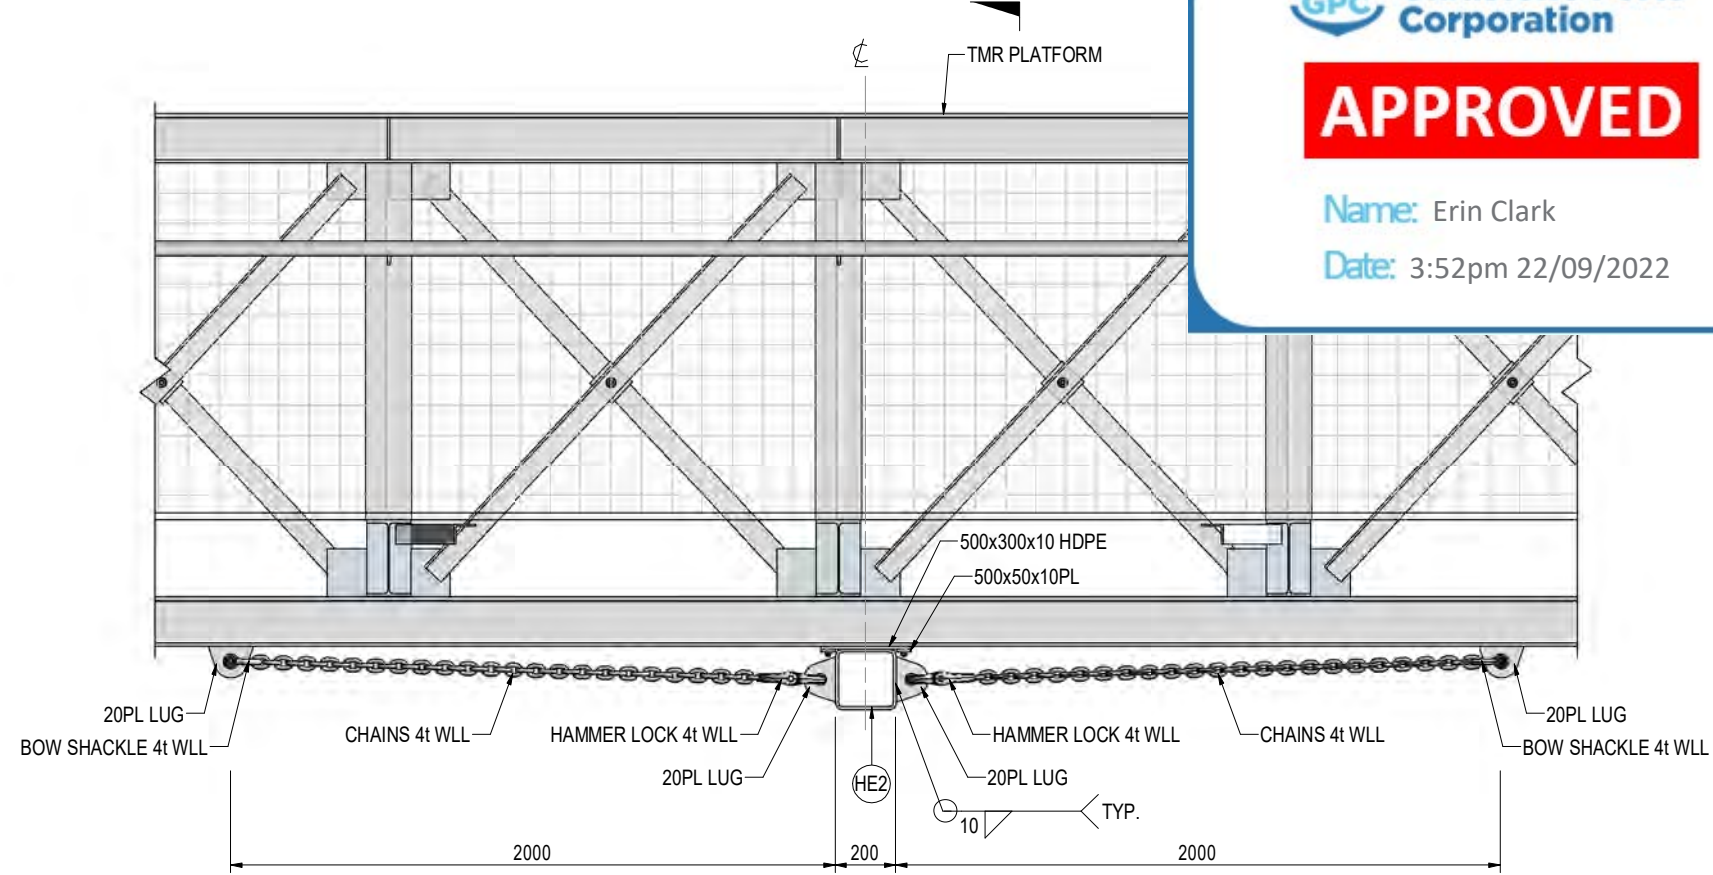 GPC
Corporation
APPROVED
Name: Erin Clark
Date: 3:52pm 22/09/2022
℄
TMR PLATFORM
500x300x10 HDPE
500x50x10PL
20PL LUG
BOW SHACKLE 4t WLL
CHAINS 4t WLL
HAMMER LOCK 4t WLL
20PL LUG
HE2
HAMMER LOCK 4t WLL
20PL LUG
CHAINS 4t WLL
20PL LUG
BOW SHACKLE 4t WLL
10
TYP.
2000
200
2000